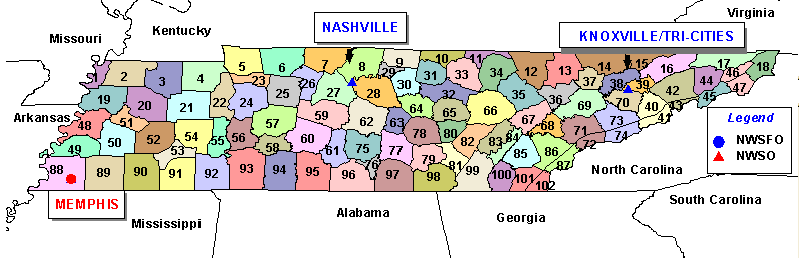 Virginia
Kentucky
NASHVILLE
Missouri
KNOXVILLE/TRI-CITIES
1 2 3 4 5 6 7 8 9 10 11 12 13 14 15 16 17 18
19 20 21 22 23 24 25 26 27 28 29 30 31 32 33 34 35 36 37 38 39 40 41 42 43 44 45 46 47
Arkansas
48 49 50 51 52 53 54 55 56 57 58 59 60 61 62 63 64 65 66 67 68 69 70 71 72 73 74
75 76 77 78 79 80 81 82 83 84 85 86 87
Legend
NWSFO
NWSO
88 89 90 91 92 93 94 95 96 97 98 99 100 101 102
North Carolina
MEMPHIS
South Carolina
Mississippi
Alabama
Georgia